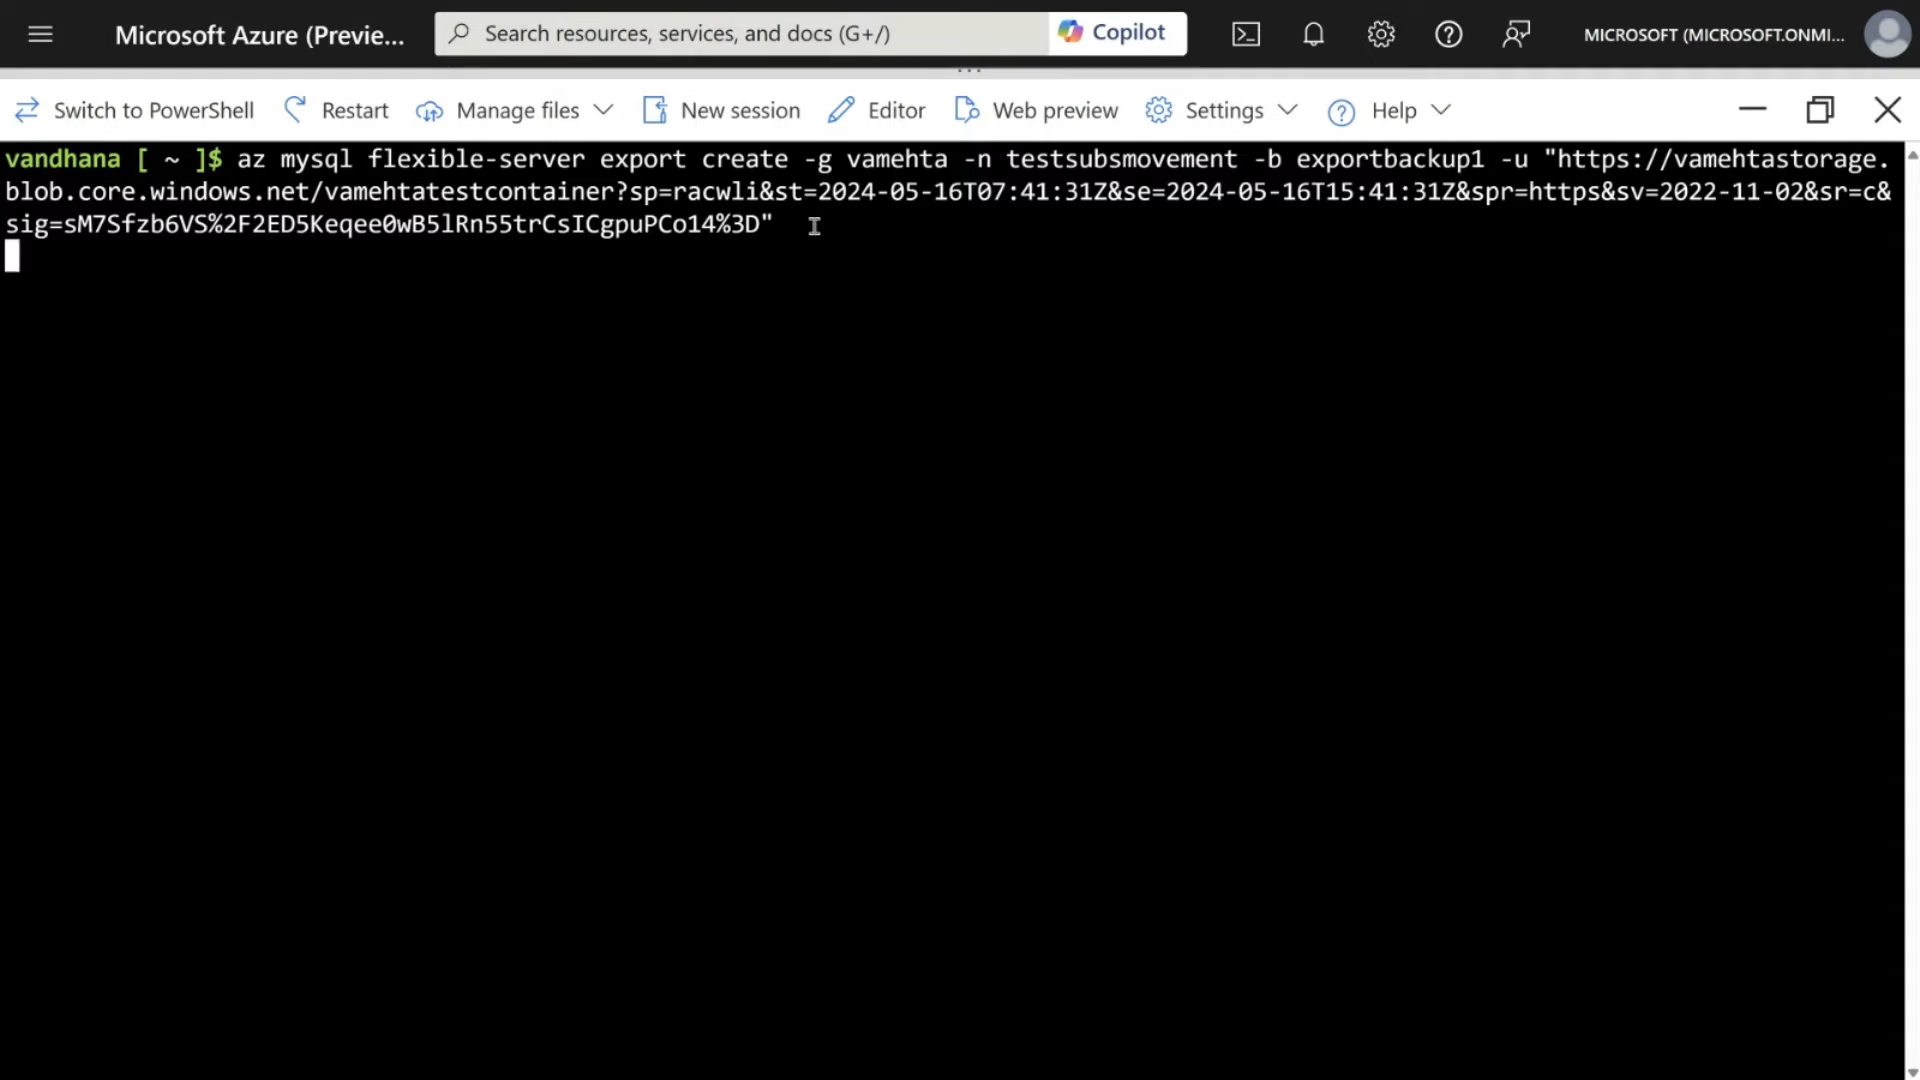 Microsoft Azure (Previe...
Search resources, services, and docs (G+/)
Copilot
MICROSOFT (MICROSOFT.ONMI...
Switch to PowerShell
Restart
Manage files
New session
Editor
Web preview
Settings
Help
vandhana [ ~ ]$ az mysql flexible-server export create -g vamehta -n testsubsmovement -b exportbackup1 -u "https://vamehtastorage.
blob.core.windows.net/vamehtatestcontainer?sp=racwli&st=2024-05-16T07:41:31Z&se=2024-05-16T15:41:31Z&spr=https&sv=2022-11-02&sr=c&
sig=sM7Sfzb6VS%2F2ED5Keqee0wB5lRn55trCsICgpuPCo14%3D"